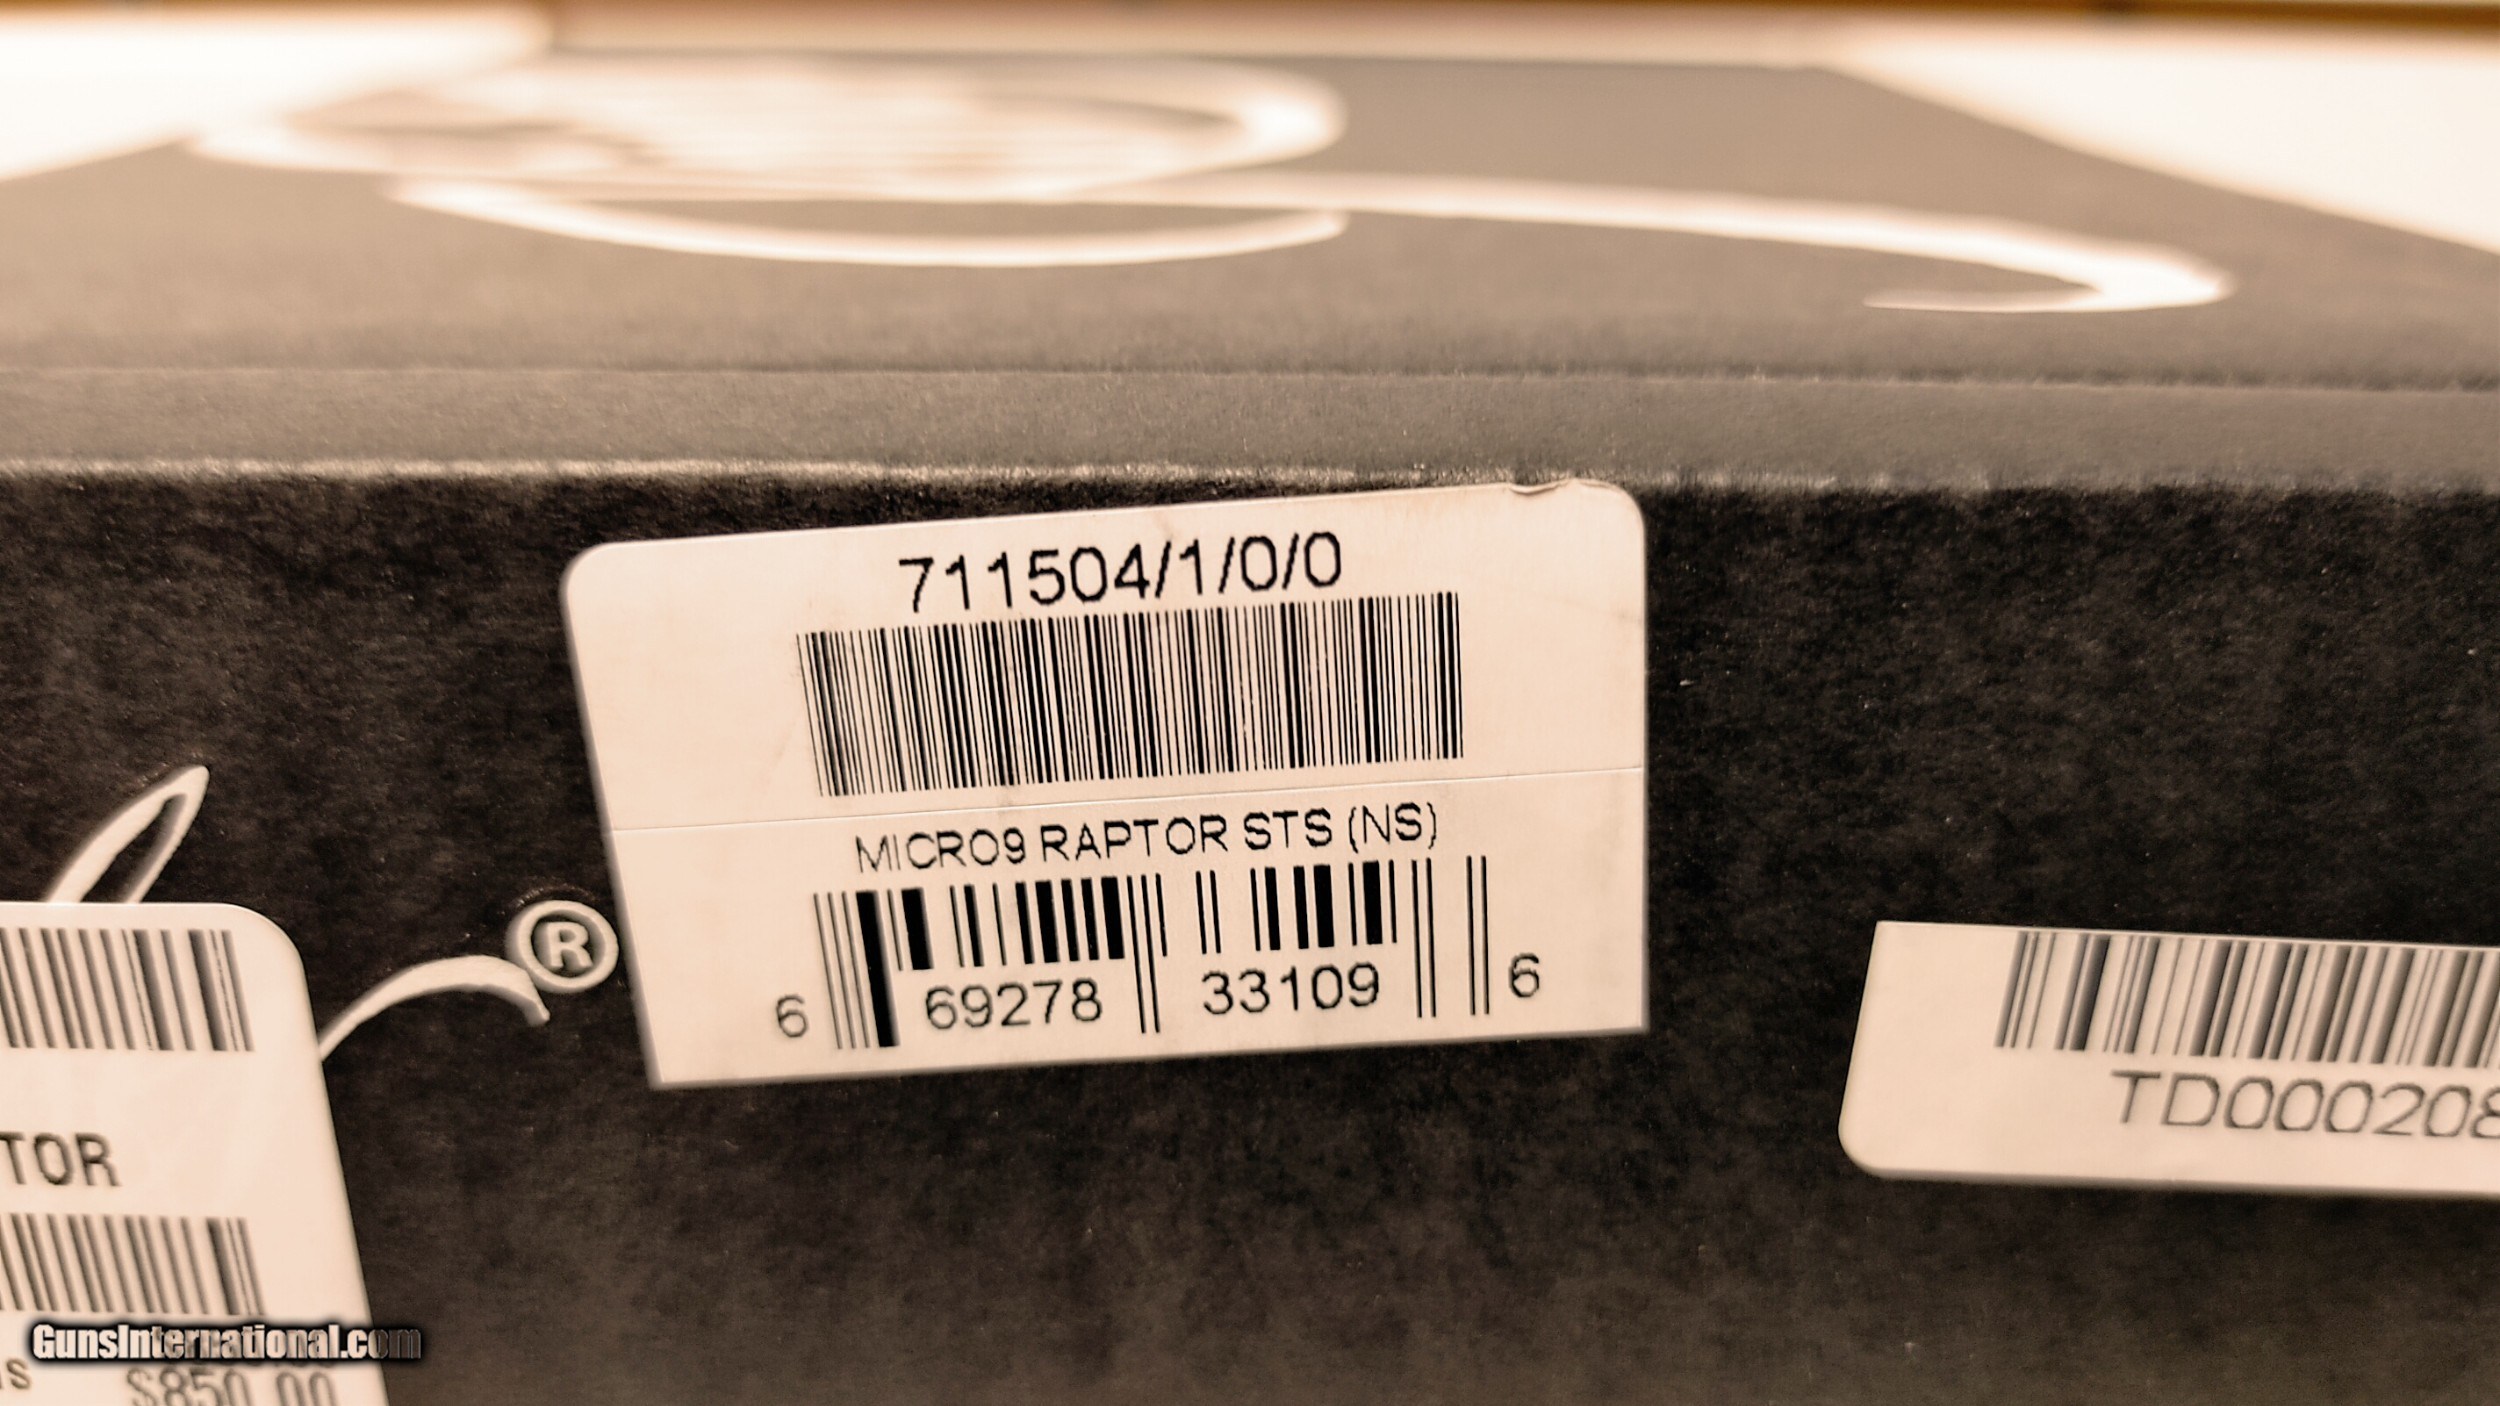 711504/1/0/0
MICRO9 RAPTOR STS (NS)
6 69278 33109 6
®
TOR
$850.00
TD000208
GunsInternational.com